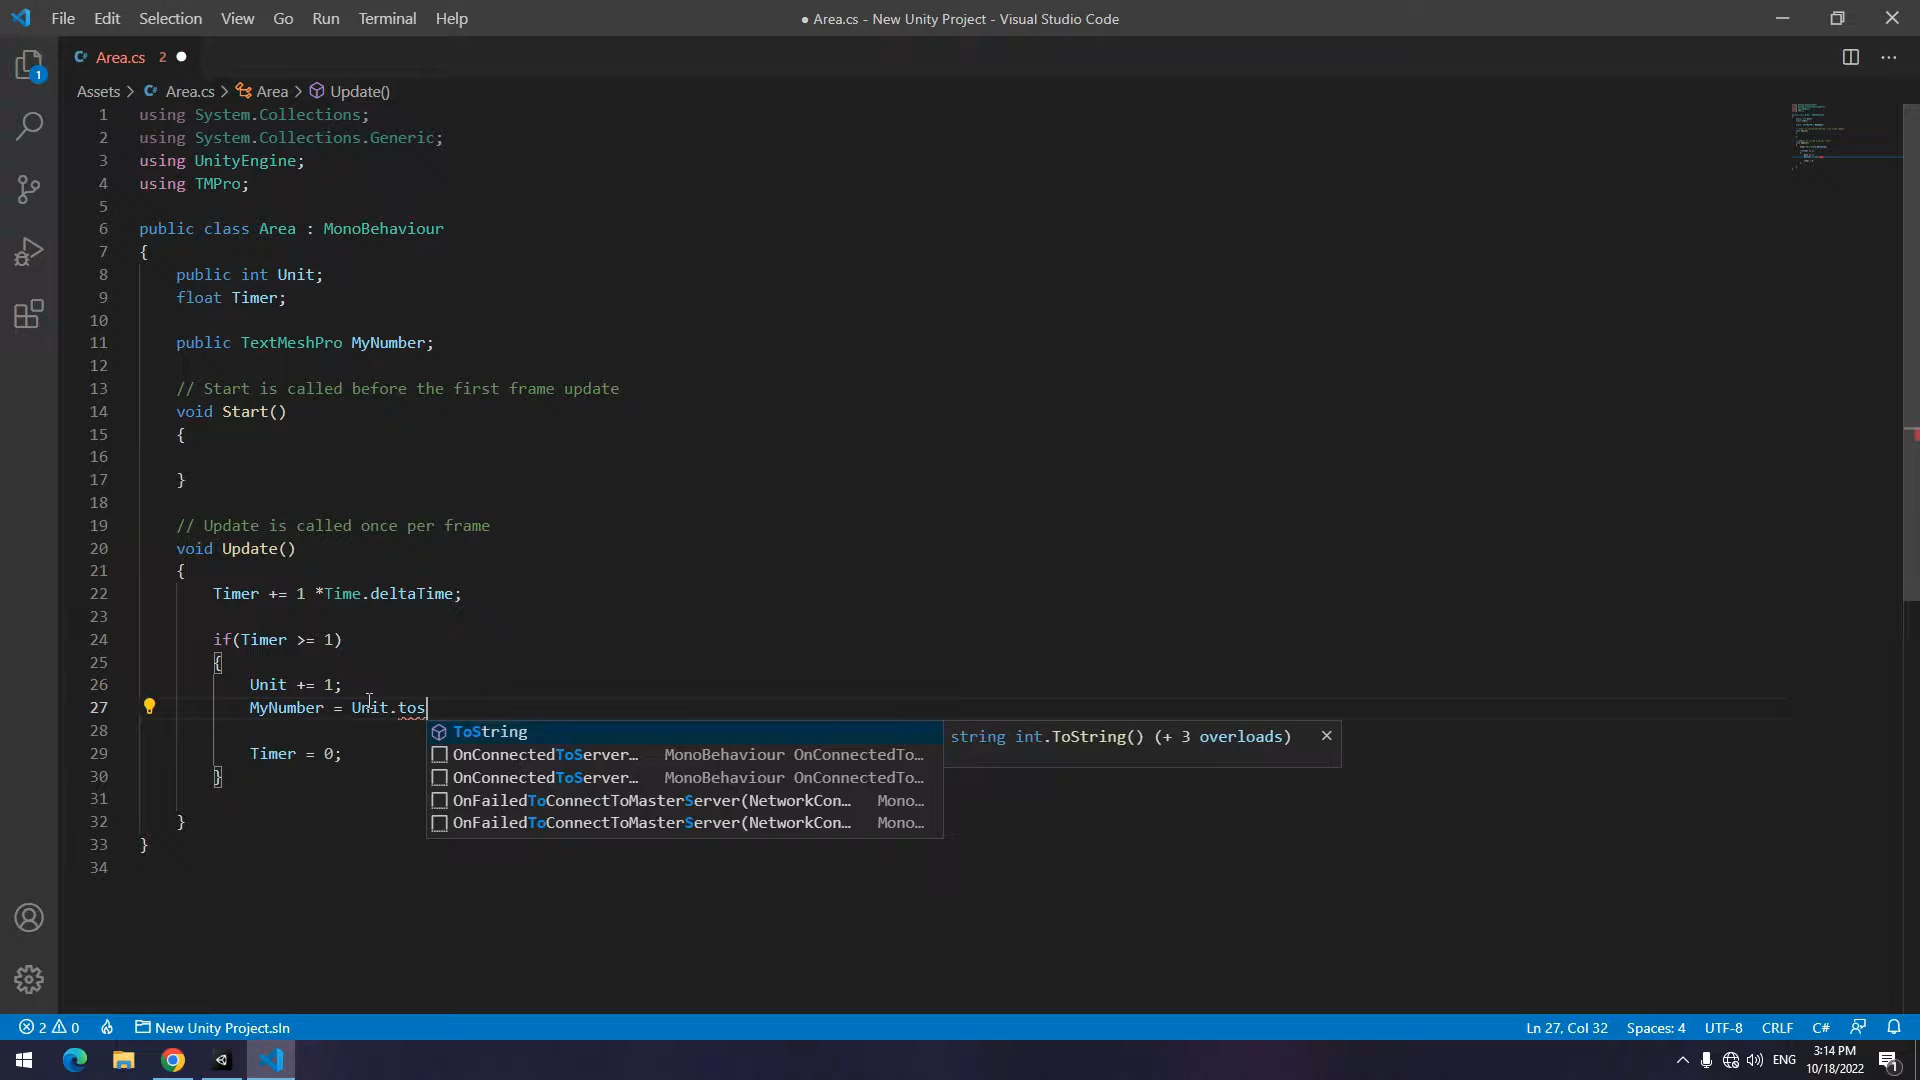 File Edit Selection View Go Run Terminal Help
● Area.cs - New Unity Project - Visual Studio Code
1
Area.cs 2 ●
Assets > Area.cs > Area > Update()
1 using System.Collections;
2 using System.Collections.Generic;
3 using UnityEngine;
4 using TMPro;
5
6 public class Area : MonoBehaviour
7 {
8 public int Unit;
9 float Timer;
10
11 public TextMeshPro MyNumber;
12
13 // Start is called before the first frame update
14 void Start()
15 {
16
17 }
18
19 // Update is called once per frame
20 void Update()
21 {
22 Timer += 1 *Time.deltaTime;
23
24 if(Timer >= 1)
25 {
26 Unit += 1;
27 MyNumber = Unit.tos
28
29 Timer = 0;
30 }
31
32 }
33 }
34
ToString
OnConnectedToServer… MonoBehaviour OnConnectedTo…
OnConnectedToServer… MonoBehaviour OnConnectedTo…
OnFailedToConnectToMasterServer(NetworkCon… Mono…
OnFailedToConnectToMasterServer(NetworkCon… Mono…
string int.ToString() (+ 3 overloads)
2 0 New Unity Project.sln
Ln 27, Col 32 Spaces: 4 UTF-8 CRLF C#
ENG
3:14 PM
10/18/2022
1